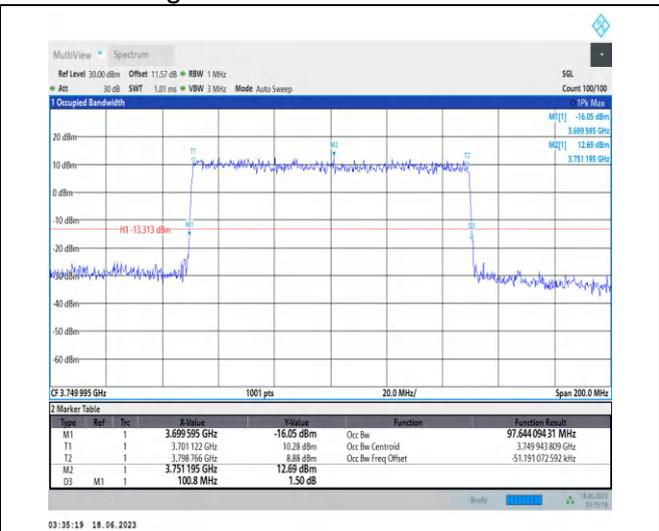 MultiView Spectrum
Ref Level 30.00 dBm Offset 11.57 dB RBW 1 MHz SGL
Att 30 dB SWT 1.01 ms VBW 3 MHz Mode Auto Sweep Count 100/100
1 Occupied Bandwidth 1Pk Max
M1[1] -16.05 dBm
3.699 595 GHz
20 dBm
M2[1] 12.69 dBm
3.751 195 GHz
T1 M2 T2
10 dBm
0 dBm
-10 dBm
H1 -13.313 dBm M1 D3
-20 dBm
-30 dBm
-40 dBm
-50 dBm
-60 dBm
CF 3.749 995 GHz 1001 pts 20.0 MHz/ Span 200.0 MHz
2 Marker Table
Type Ref Trc X-Value Y-Value Function Function Result
M1 1 3.699 595 GHz -16.05 dBm Occ Bw 97.644 094 31 MHz
T1 1 3.701 122 GHz 10.28 dBm Occ Bw Centroid 3.749 943 809 GHz
T2 1 3.798 766 GHz 8.88 dBm Occ Bw Freq Offset -51.191 072 592 kHz
M2 1 3.751 195 GHz 12.69 dBm
D3 M1 1 100.8 MHz 1.50 dB
Ready 18.06.2023
03:35:18
03:35:19 18.06.2023